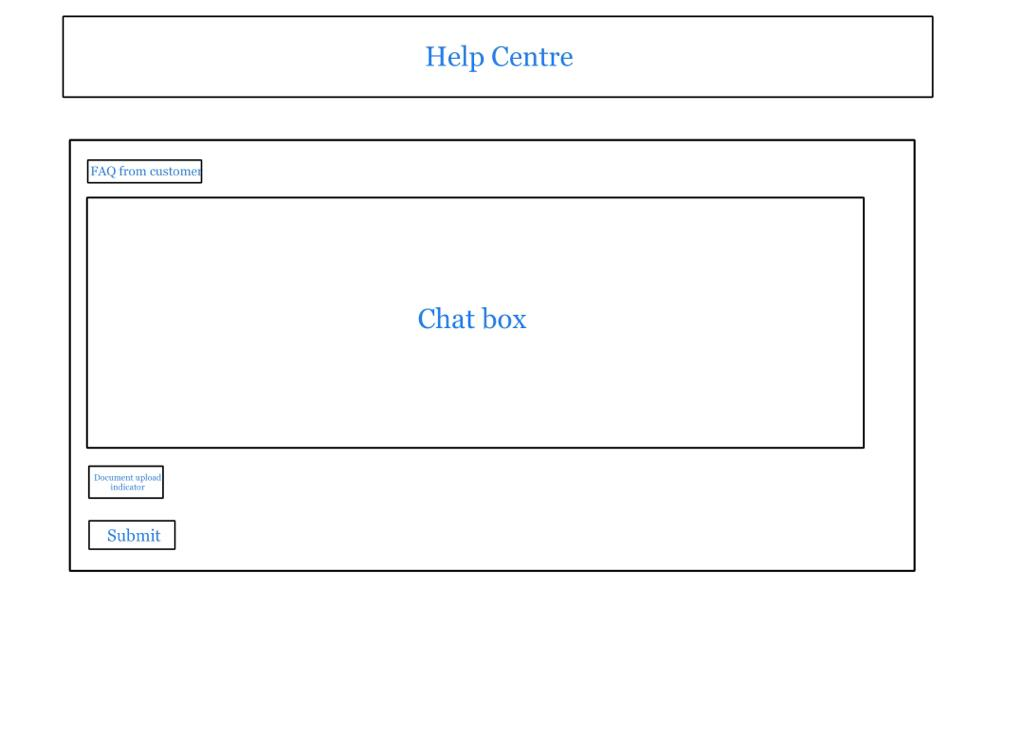 Help Centre
FAQ from customer
Chat box
Document upload
indicator
Submit